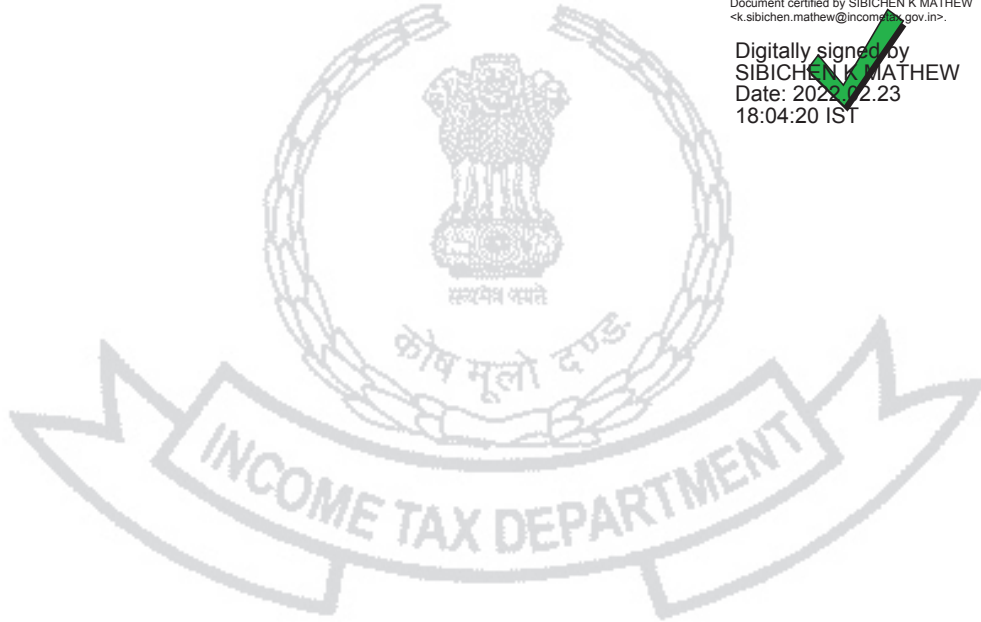 Document certified by SIBICHEN K MATHEW
<k.sibichen.mathew@incometax.gov.in>.
Digitally signed by
SIBICHEN K MATHEW
Date: 2022.02.23
18:04:20 IST
सत्यमेव जयते
कोष मूलो दण्ड
INCOME TAX DEPARTMENT